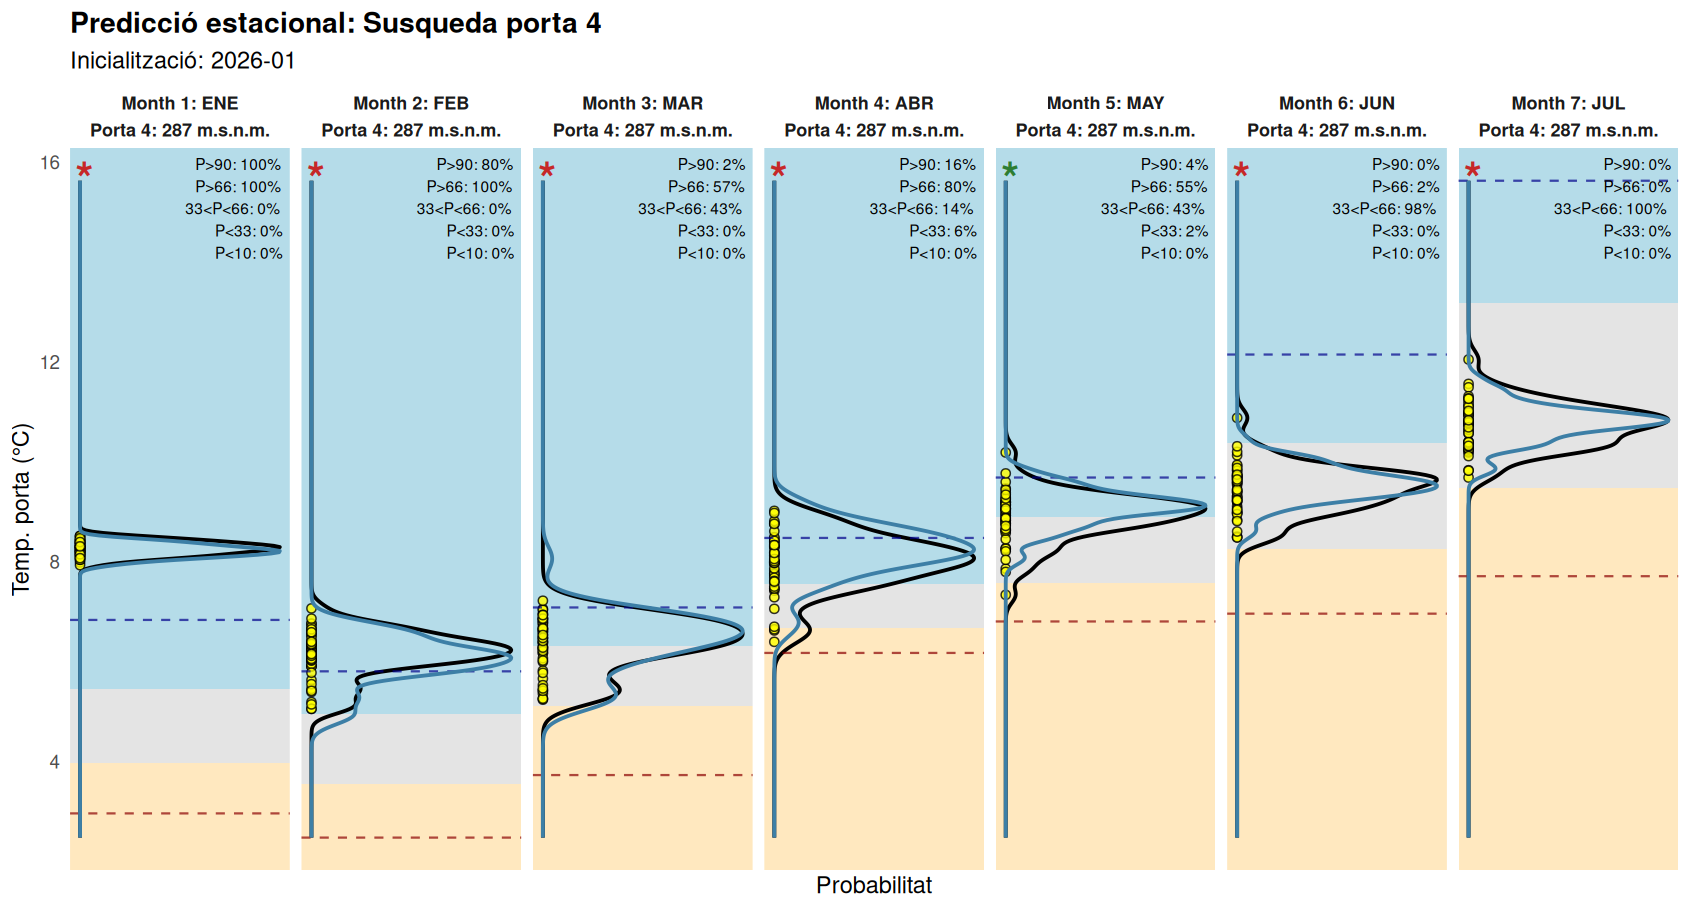 Predicció estacional: Susqueda porta 4
Inicialització: 2026-01
Month 1: ENE
Porta 4: 287 m.s.n.m.
Month 2: FEB
Porta 4: 287 m.s.n.m.
Month 3: MAR
Porta 4: 287 m.s.n.m.
Month 4: ABR
Porta 4: 287 m.s.n.m.
Month 5: MAY
Porta 4: 287 m.s.n.m.
Month 6: JUN
Porta 4: 287 m.s.n.m.
Month 7: JUL
Porta 4: 287 m.s.n.m.
Temp. porta (°C)
16
12
8
4
*
P>90: 100%
P>66: 100%
33<P<66: 0%
P<33: 0%
P<10: 0%
*
P>90: 80%
P>66: 100%
33<P<66: 0%
P<33: 0%
P<10: 0%
*
P>90: 2%
P>66: 57%
33<P<66: 43%
P<33: 0%
P<10: 0%
*
P>90: 16%
P>66: 80%
33<P<66: 14%
P<33: 6%
P<10: 0%
*
P>90: 4%
P>66: 55%
33<P<66: 43%
P<33: 2%
P<10: 0%
*
P>90: 0%
P>66: 2%
33<P<66: 98%
P<33: 0%
P<10: 0%
*
P>90: 0%
P>66: 0%
33<P<66: 100%
P<33: 0%
P<10: 0%
Probabilitat